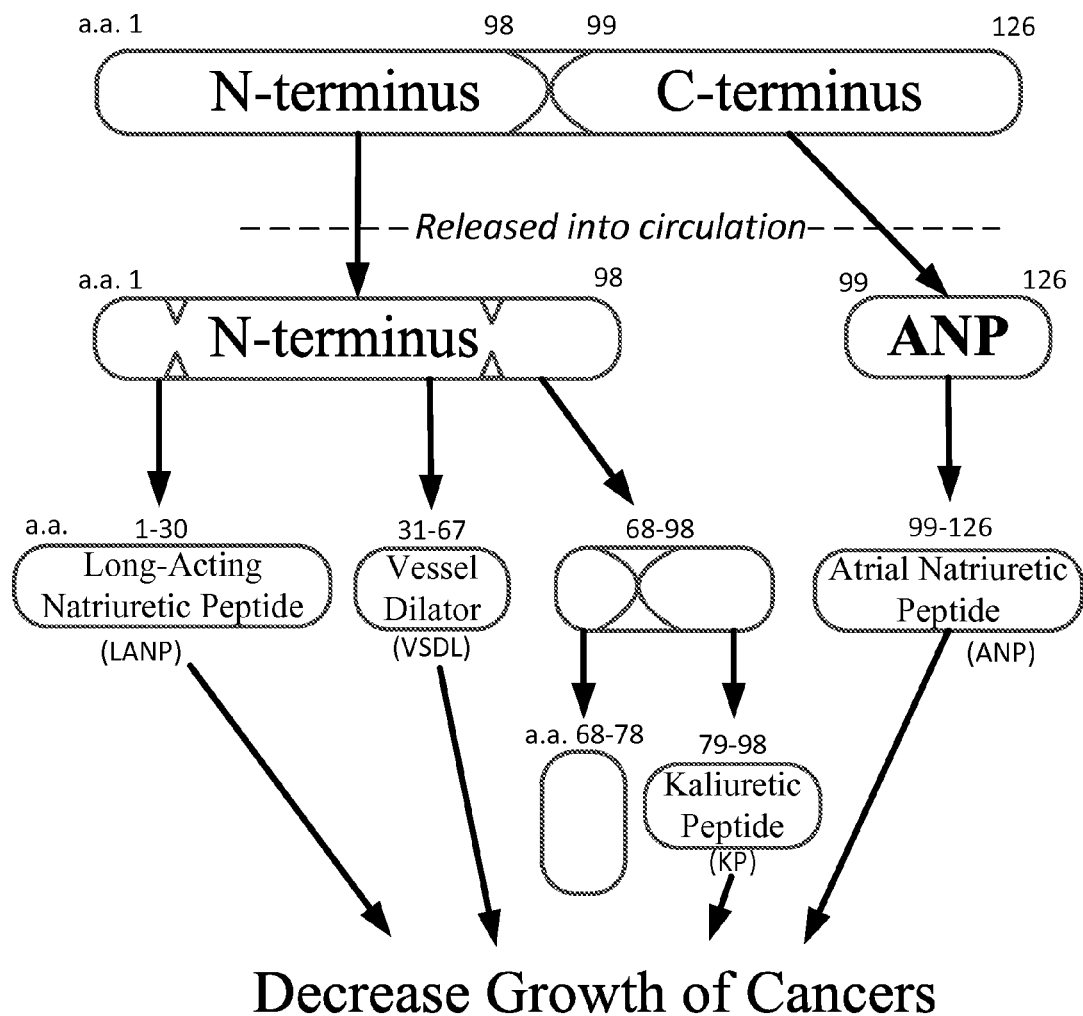 a.a. 1 98 99 126
N-terminus C-terminus
Released into circulation
a.a. 1 98 99 126
N-terminus ANP
a.a. 1-30 31-67 68-98 99-126
Long-Acting
Natriuretic Peptide
(LANP)
Vessel
Dilator
(VSDL)
Atrial Natriuretic
Peptide
(ANP)
a.a. 68-78 79-98
Kaliuretic
Peptide
(KP)
Decrease Growth of Cancers